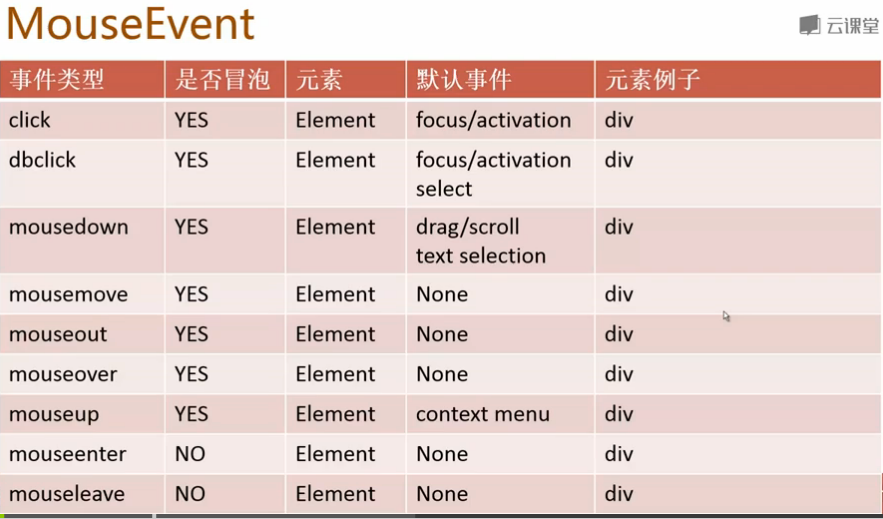 MouseEvent
云课堂
事件类型 是否冒泡 元素 默认事件 元素例子
click YES Element focus/activation div
dbclick YES Element focus/activation div
select
mousedown YES Element drag/scroll div
text selection
mousemove YES Element None div
mouseout YES Element None div
mouseover YES Element None div
mouseup YES Element context menu div
mouseenter NO Element None div
mouseleave NO Element None div